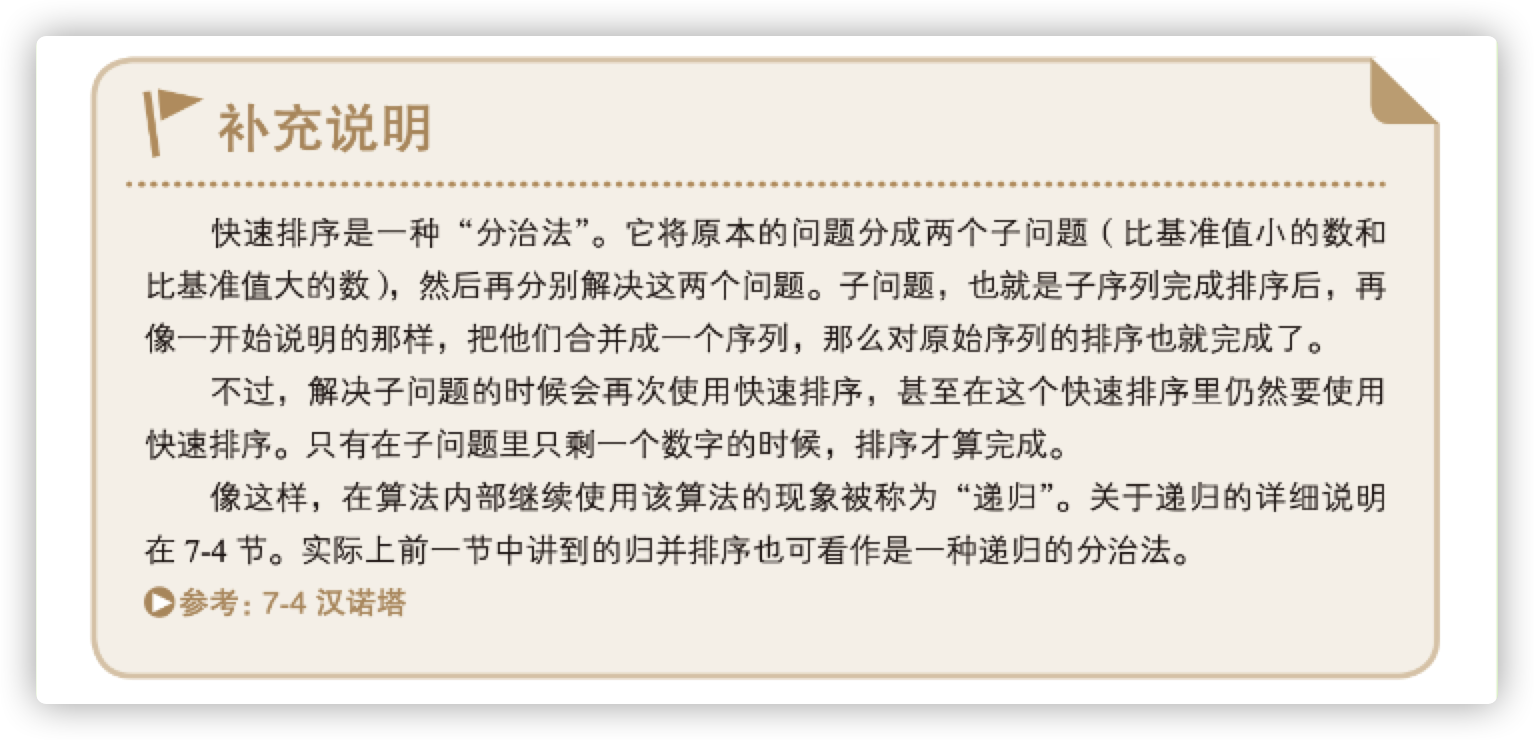 补充说明
快速排序是一种“分治法”。它将原本的问题分成两个子问题（比基准值小的数和
比基准值大的数），然后再分别解决这两个问题。子问题，也就是子序列完成排序后，再
像一开始说明的那样，把他们合并成一个序列，那么对原始序列的排序也就完成了。
不过，解决子问题的时候会再次使用快速排序，甚至在这个快速排序里仍然要使用
快速排序。只有在子问题里只剩一个数字的时候，排序才算完成。
像这样，在算法内部继续使用该算法的现象被称为“递归”。关于递归的详细说明
在 7-4 节。实际上前一节中讲到的归并排序也可看作是一种递归的分治法。
参考：7-4 汉诺塔